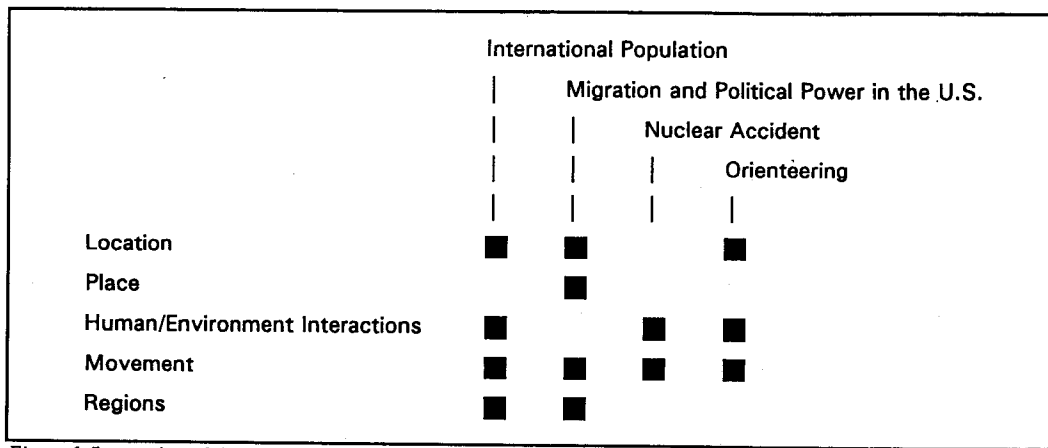 International Population
Migration and Political Power in the U.S.
Nuclear Accident
Orienteering
Location
Place
Human/Environment Interactions
Movement
Regions